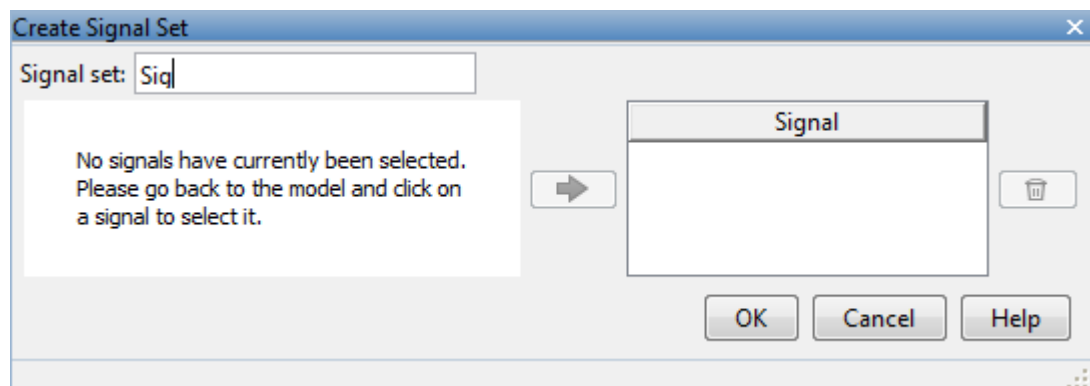 Create Signal Set
Signal set: Sig
No signals have currently been selected.
Please go back to the model and click on
a signal to select it.
Signal
OK Cancel Help